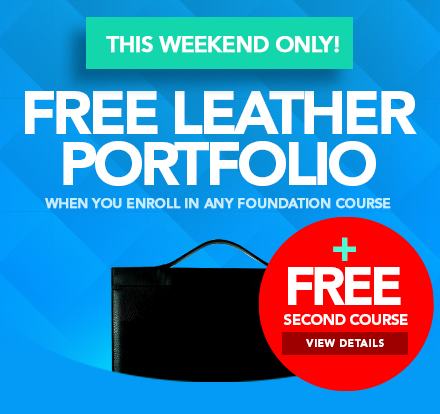 THIS WEEKEND ONLY!
FREE LEATHER
PORTFOLIO
WHEN YOU ENROLL IN ANY FOUNDATION COURSE
+
FREE
SECOND COURSE
VIEW DETAILS